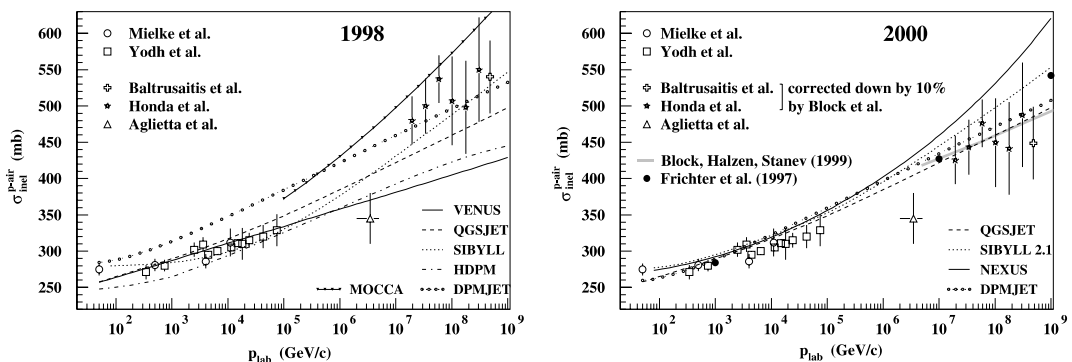 1998
Mielke et al.
Yodh et al.
Baltrusaitis et al.
Honda et al.
Aglietta et al.
VENUS
QGSJET
SIBYLL
HDPM
MOCCA
DPMJET
σ inel p-air (mb)
600
550
500
450
400
350
300
250
10^2 10^3 10^4 10^5 10^6 10^7 10^8 10^9
p lab (GeV/c)
2000
Mielke et al.
Yodh et al.
Baltrusaitis et al.
Honda et al.
Aglietta et al.
corrected down by 10%
by Block et al.
Block, Halzen, Stanev (1999)
Frichter et al. (1997)
QGSJET
SIBYLL 2.1
NEXUS
DPMJET
σ inel p-air (mb)
600
550
500
450
400
350
300
250
10^2 10^3 10^4 10^5 10^6 10^7 10^8 10^9
p lab (GeV/c)